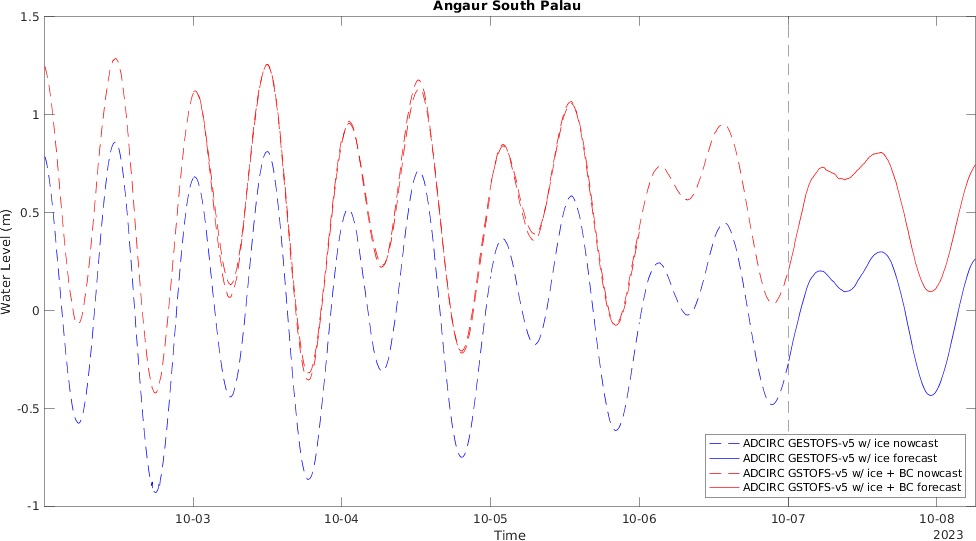 Angaur South Palau
1.5
1
0.5
0
-0.5
-1
Water Level (m)
10-03
10-04
10-05
10-06
10-07
10-08
Time
2023
ADCIRC GESTOFS-v5 w/ ice nowcast
ADCIRC GESTOFS-v5 w/ ice forecast
ADCIRC GSTOFS-v5 w/ ice + BC nowcast
ADCIRC GSTOFS-v5 w/ ice + BC forecast